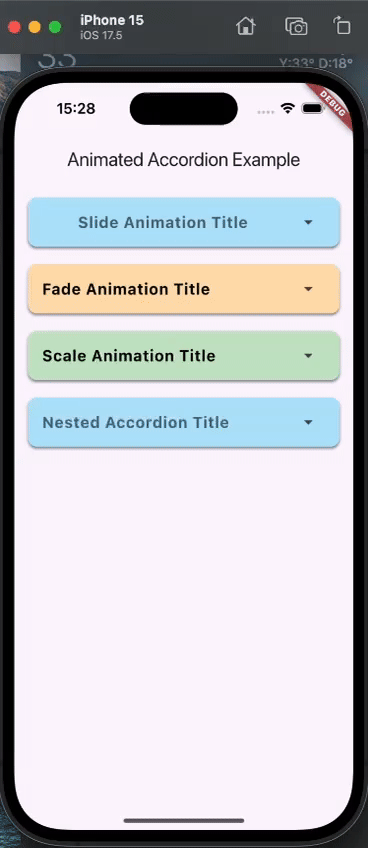 iPhone 15
iOS 17.5
33
Y:33° D:18°
15:28
DEBUG
Animated Accordion Example
Slide Animation Title
Fade Animation Title
Scale Animation Title
Nested Accordion Title